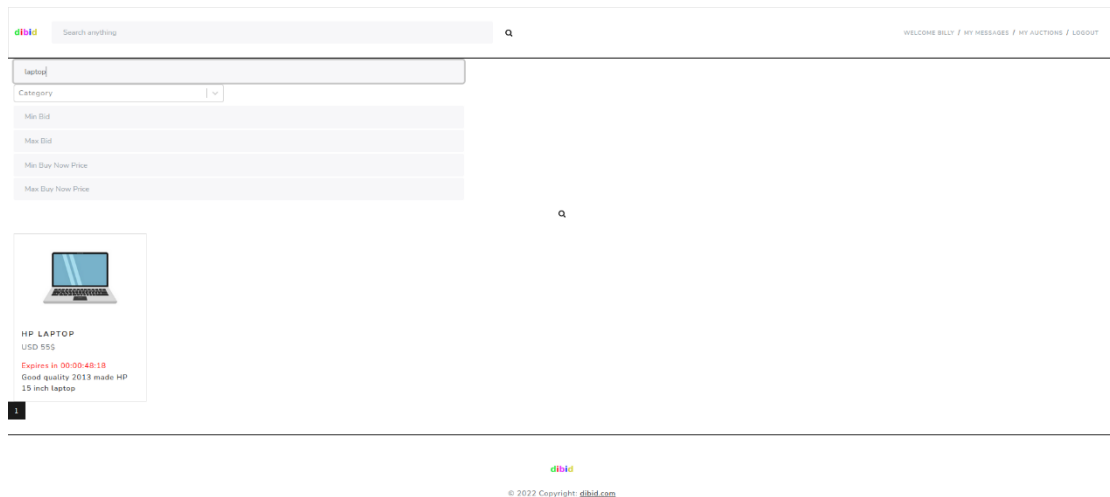 dibid
Search anything
WELCOME BILLY / MY MESSAGES / MY AUCTIONS / LOGOUT
laptop
Category
Min Bid
Max Bid
Min Buy Now Price
Max Buy Now Price
HP LAPTOP
USD 55$
Expires in 00:00:48:18
Good quality 2013 made HP
15 inch laptop
1
dibid
© 2022 Copyright: dibid.com